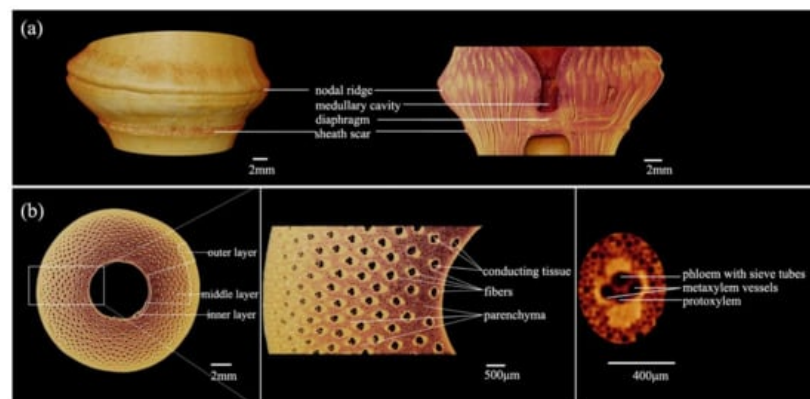 (a)
nodal ridge
medullary cavity
diaphragm
sheath scar
2mm
2mm
(b)
outer layer
middle layer
inner layer
2mm
conducting tissue
fibers
parenchyma
500μm
phloem with sieve tubes
metaxylem vessels
protoxylem
400μm